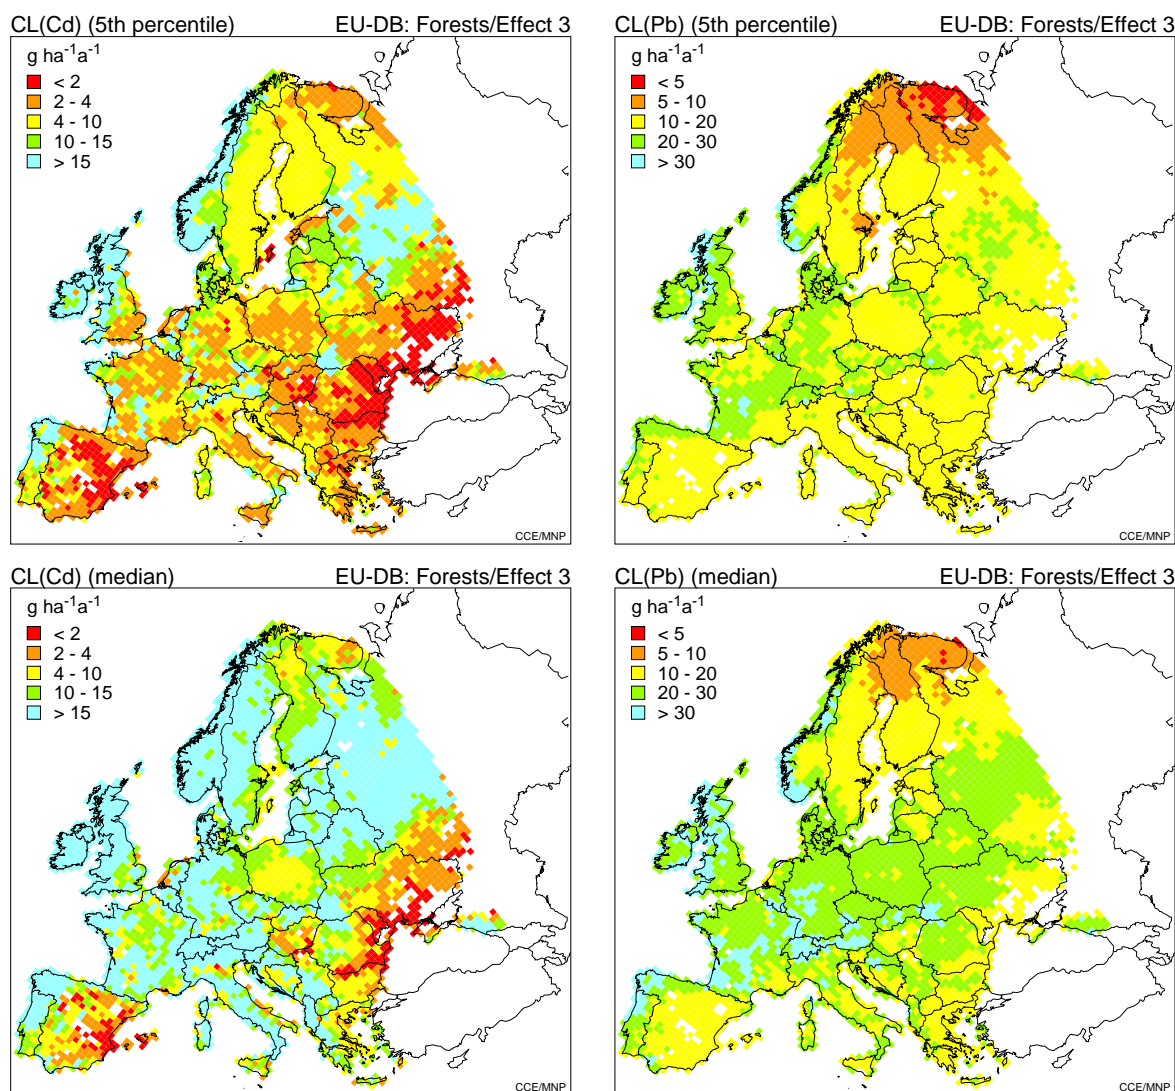 CL(Cd) (5th percentile) EU-DB: Forests/Effect 3
g ha⁻¹a⁻¹
< 2
2 - 4
4 - 10
10 - 15
> 15
CCE/MNP
CL(Pb) (5th percentile) EU-DB: Forests/Effect 3
g ha⁻¹a⁻¹
< 5
5 - 10
10 - 20
20 - 30
> 30
CCE/MNP
CL(Cd) (median) EU-DB: Forests/Effect 3
g ha⁻¹a⁻¹
< 2
2 - 4
4 - 10
10 - 15
> 15
CCE/MNP
CL(Pb) (median) EU-DB: Forests/Effect 3
g ha⁻¹a⁻¹
< 5
5 - 10
10 - 20
20 - 30
> 30
CCE/MNP